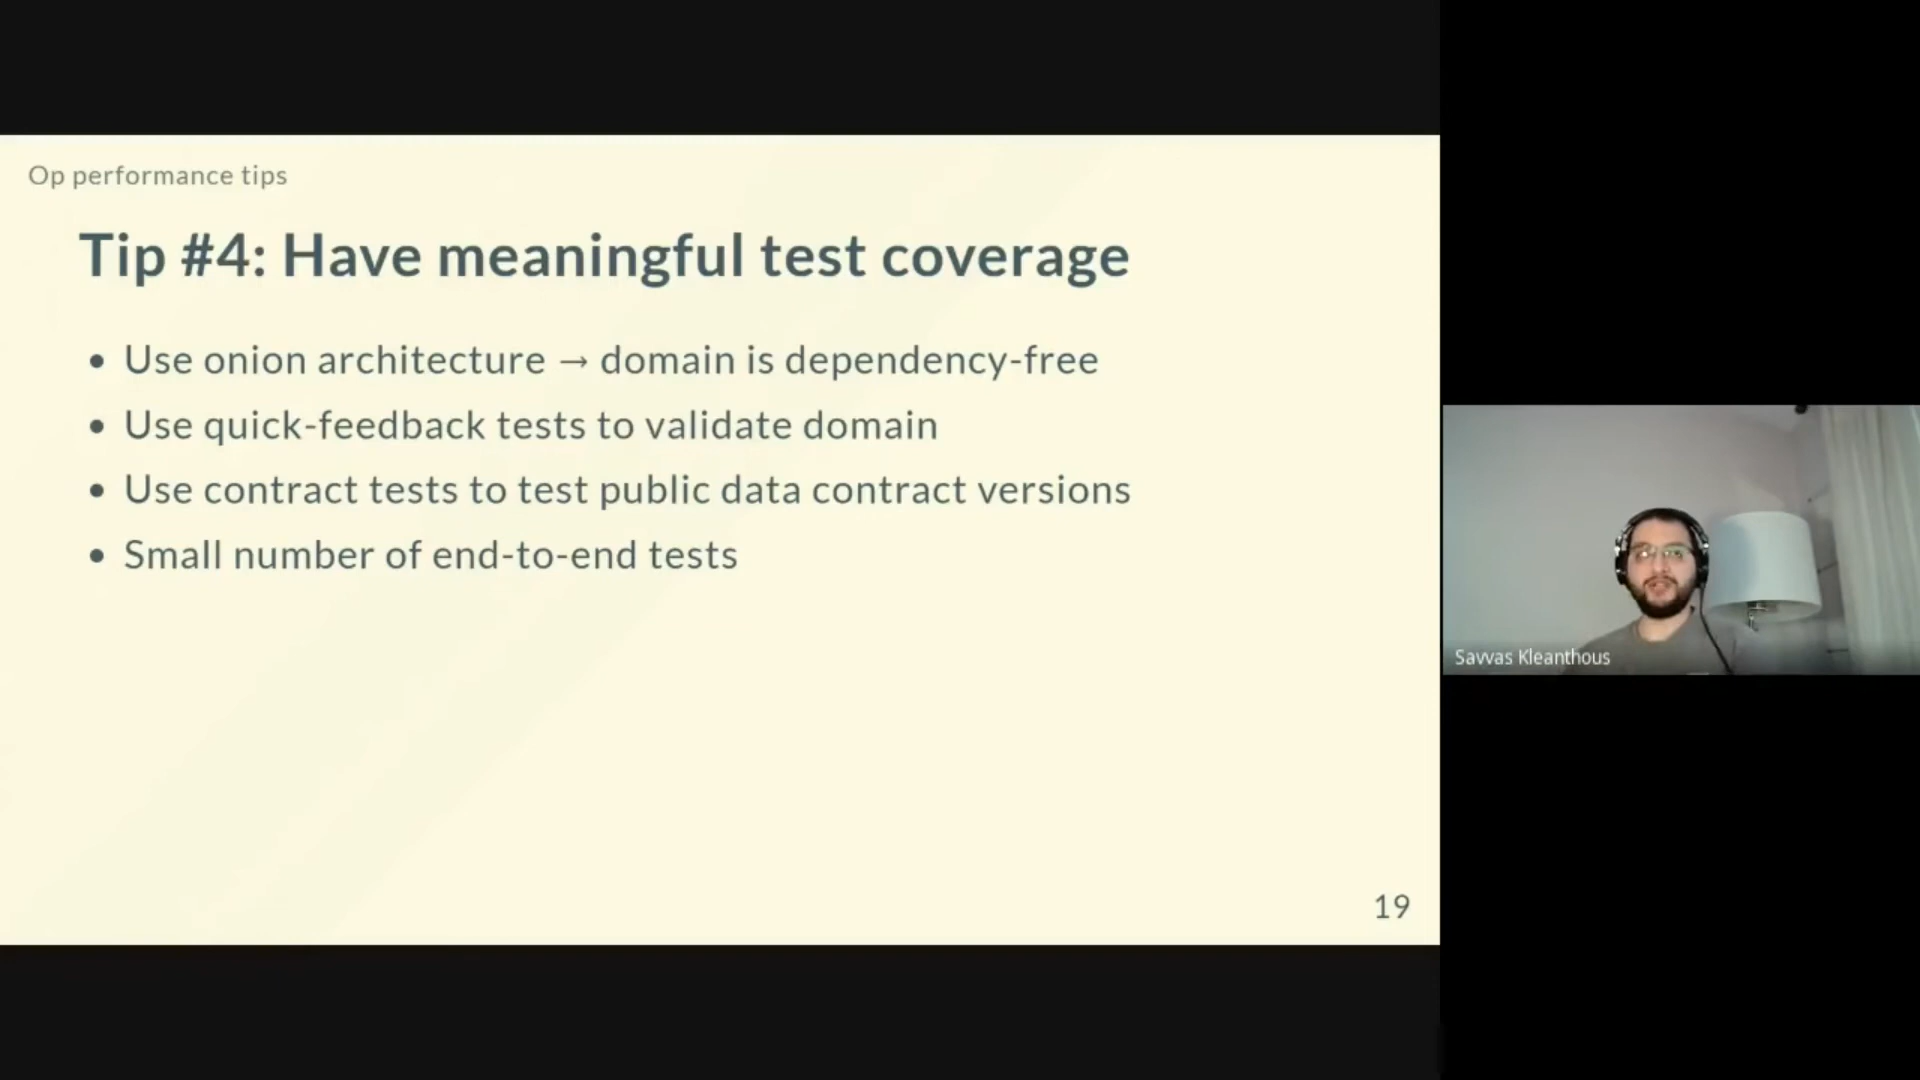 Op performance tips
Tip #4: Have meaningful test coverage
• Use onion architecture → domain is dependency-free
• Use quick-feedback tests to validate domain
• Use contract tests to test public data contract versions
• Small number of end-to-end tests
19
Savvas Kleanthous